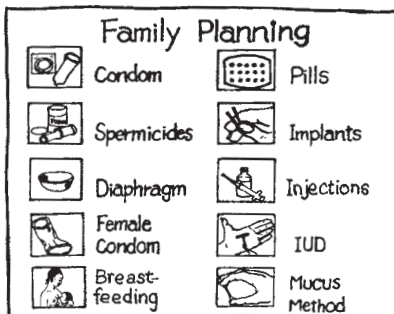 Family Planning
Condom
Pills
Spermicides
Implants
Diaphragm
Injections
Female
Condom
IUD
Breast-
feeding
Mucus
Method